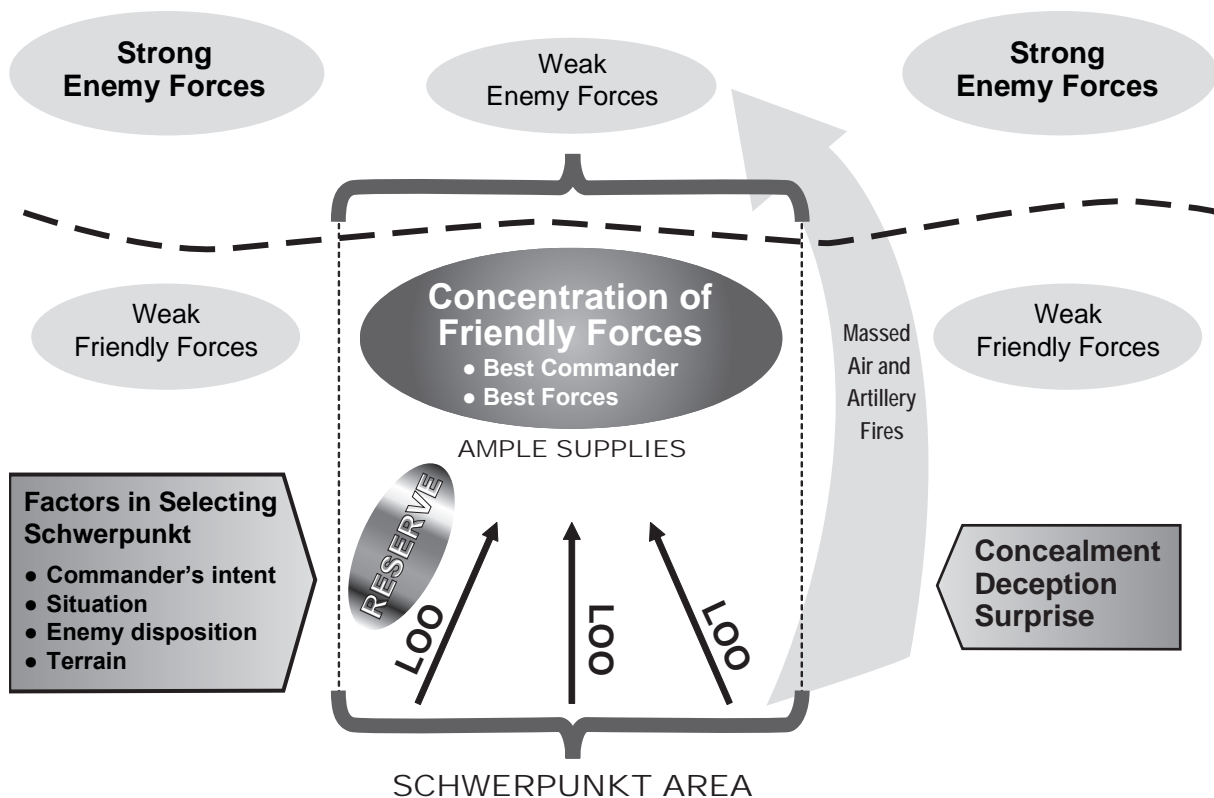 Strong
Enemy Forces
Weak
Enemy Forces
Strong
Enemy Forces
Weak
Friendly Forces
Concentration of
Friendly Forces
● Best Commander
● Best Forces
AMPLE SUPPLIES
Massed
Air and
Artillery
Fires
Weak
Friendly Forces
Factors in Selecting
Schwerpunkt
● Commander’s intent
● Situation
● Enemy disposition
● Terrain
RESERVE
LOO
LOO
LOO
Concealment
Deception
Surprise
SCHWERPUNKT AREA